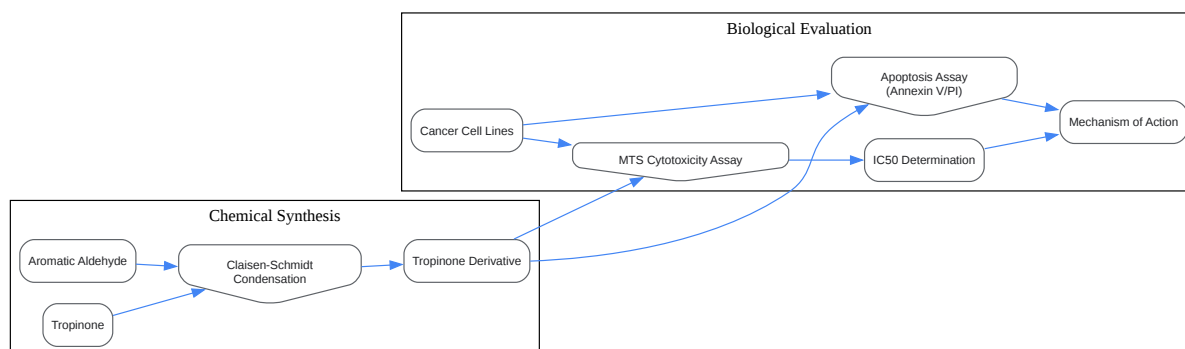 Biological Evaluation
Apoptosis Assay
(Annexin V/PI)
Cancer Cell Lines
Mechanism of Action
MTS Cytotoxicity Assay
IC50 Determination
Chemical Synthesis
Aromatic Aldehyde
Claisen-Schmidt
Condensation
Tropinone Derivative
Tropinone